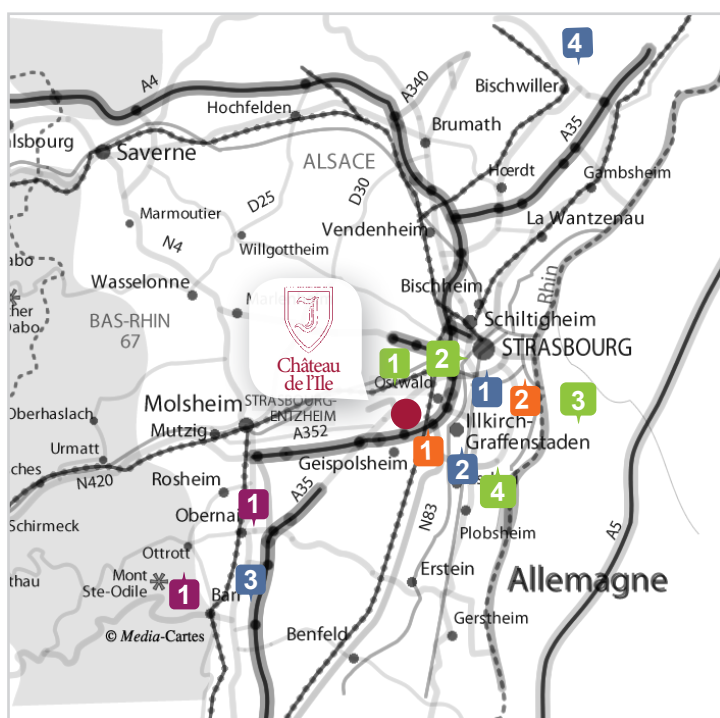 4
A4
A340
Bischwiller
Hochfelden
Brumath
A35
alsbourg
Saverne
ALSACE
Hœrdt
Gambsheim
D25
D30
Marmoutier
La Wantzenau
N4
Vendenheim
Willgottheim
abo
Wasselonne
Bischheim
Rhin
cher
Dabo
BAS-RHIN
67
J
Schiltigheim
Château
de l'Ile
1
2
STRASBOURG
Ostwald
1
2
3
Molsheim
STRASBOURG-
ENTZHEIM
Oberhaslach
Mutzig
A352
Illkirch-
Graffenstaden
1
Urmatt
Geispolsheim
2
ches
N420
Rosheim
A35
4
1
Obernai
N83
Schirmeck
Plobsheim
A5
Ottrott
thau
Mont
Ste-Odile
1
3
Erstein
Allemagne
Barr
Gerstheim
© Media-Cartes
Benfeld